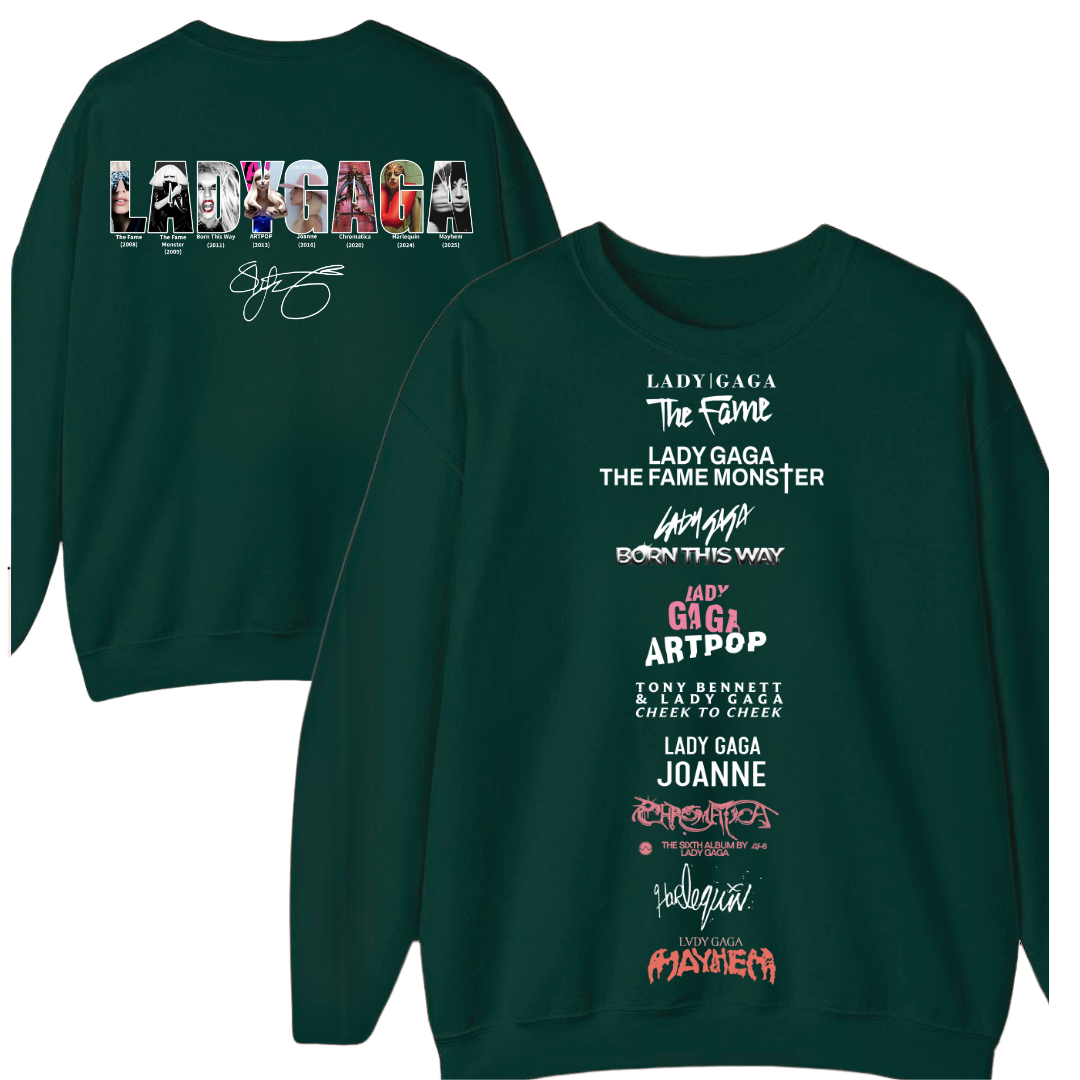 LADYGAGA
The Fame
(2008)
The Fame
Monster
(2009)
Born This Way
(2011)
ARTPOP
(2013)
Joanne
(2016)
Chromatica
(2020)
Harlequin
(2024)
Mayhem
(2025)
LADY|GAGA
The Fame
LADY GAGA
THE FAME MONSTER
LADY GAGA
BORN THIS WAY
LADY
GAGA
ARTPOP
TONY BENNETT
& LADY GAGA
CHEEK TO CHEEK
LADY GAGA
JOANNE
CHROMATICA
THE SIXTH ALBUM BY
LADY GAGA
Harlequin
LVDY GAGA
MAYHEM